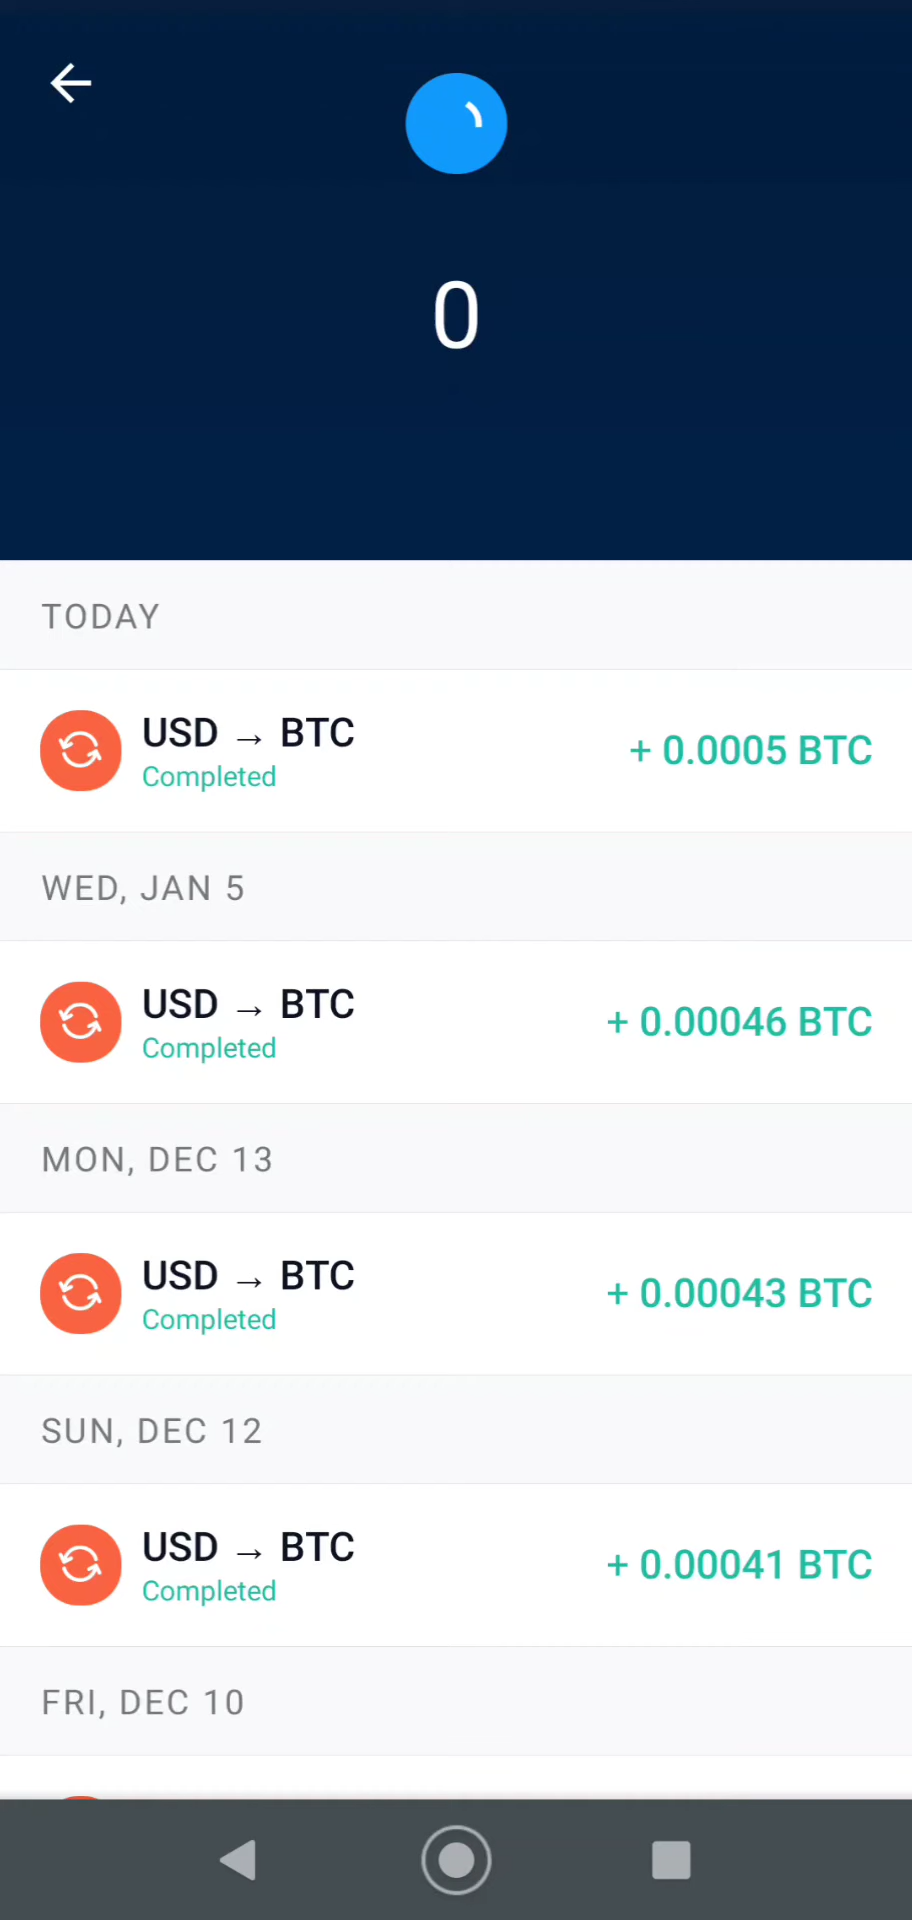 0
TODAY
USD → BTC
Completed
+ 0.0005 BTC
WED, JAN 5
USD → BTC
Completed
+ 0.00046 BTC
MON, DEC 13
USD → BTC
Completed
+ 0.00043 BTC
SUN, DEC 12
USD → BTC
Completed
+ 0.00041 BTC
FRI, DEC 10